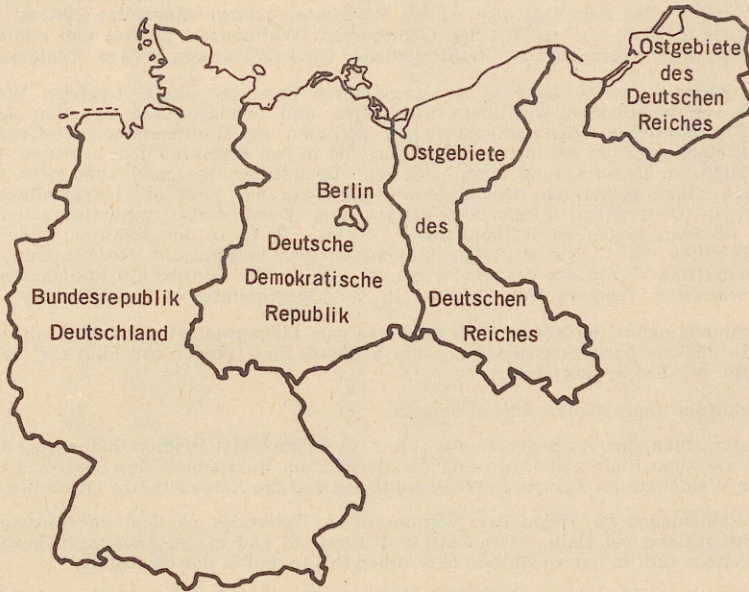 Bundesrepublik
Deutschland
Berlin
Deutsche
Demokratische
Republik
Ostgebiete
des
Deutschen
Reiches
Ostgebiete
des
Deutschen
Reiches